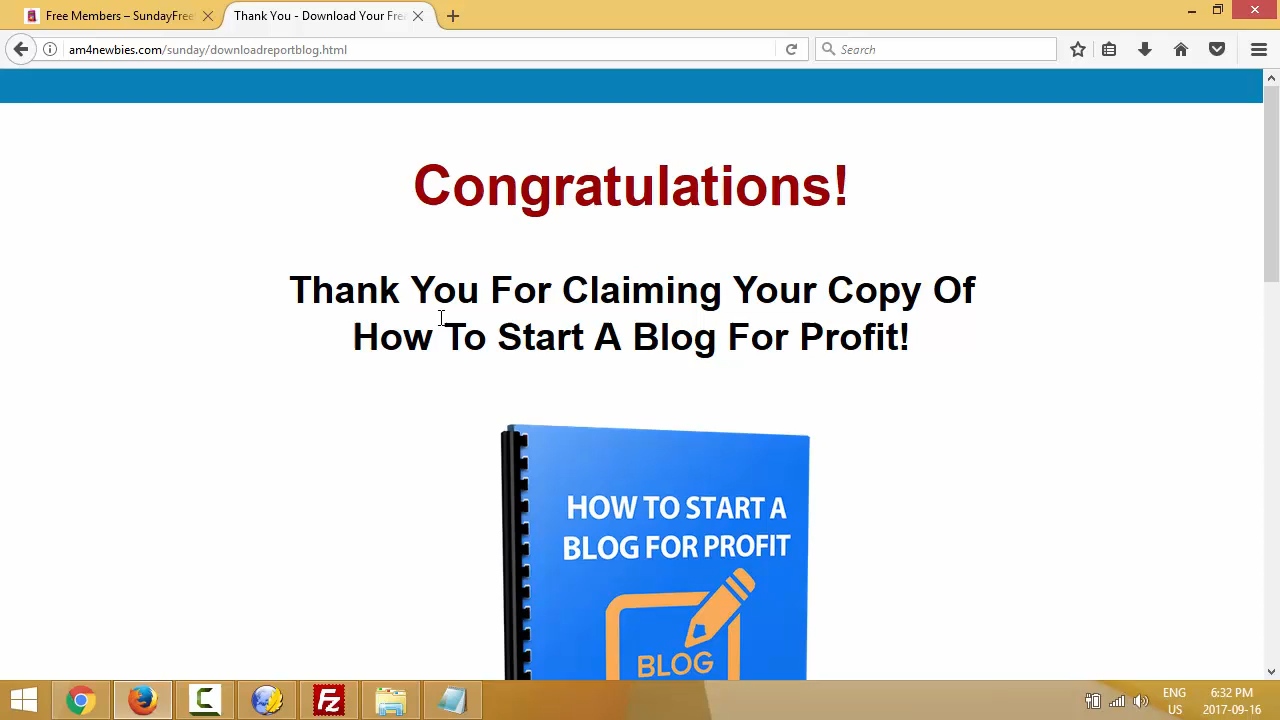 Free Members – SundayFree
Thank You - Download Your Free
am4newbies.com/sunday/downloadreportblog.html
Search
Congratulations!
Thank You For Claiming Your Copy Of
How To Start A Blog For Profit!
HOW TO START A
BLOG FOR PROFIT
BLOG
ENG
US
6:32 PM
2017-09-16